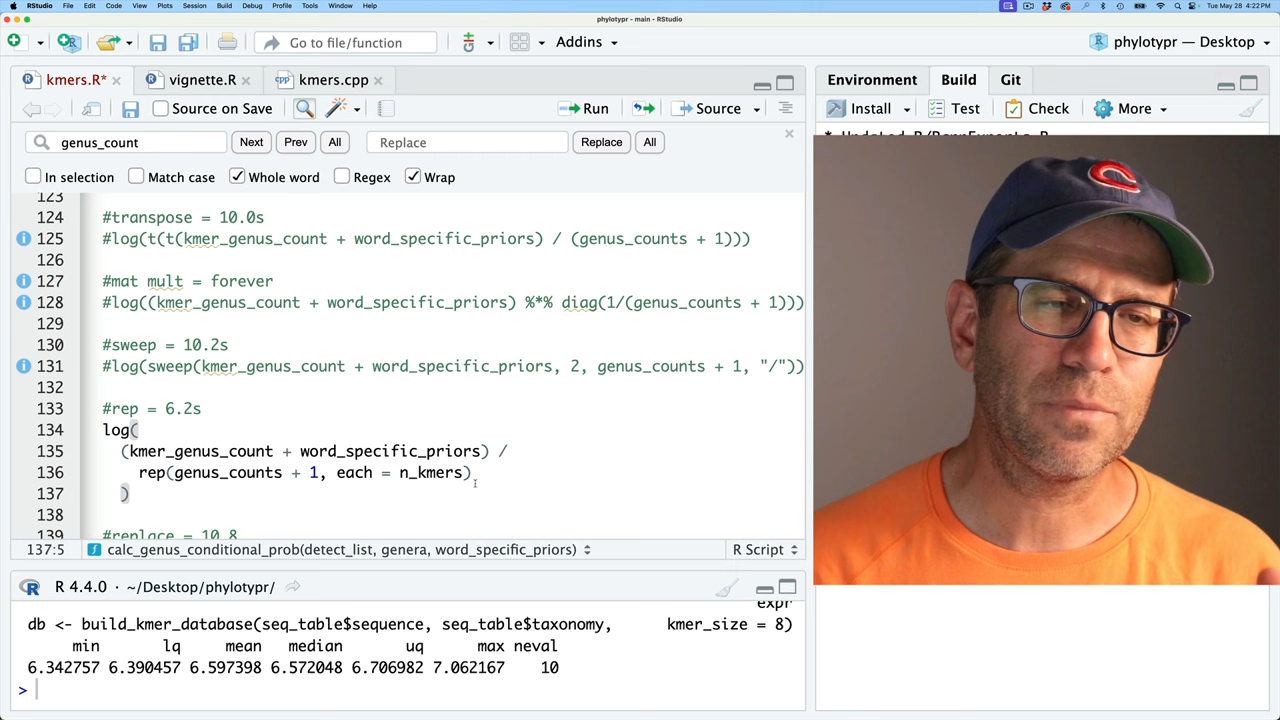 RStudio File Edit Code View Plots Session Build Debug Profile Tools Window Help Tue May 28 4:22 PM
phylotypr - main - RStudio
Go to file/function Addins phylotypr — Desktop
kmers.R* vignette.R kmers.cpp Environment Build Git
Source on Save Run Source Install Test Check More
genus_count Next Prev All Replace Replace All
In selection Match case Whole word Regex Wrap
123
124 #transpose = 10.0s
125 #log(t(t(kmer_genus_count + word_specific_priors) / (genus_counts + 1)))
126
127 #mat mult = forever
128 #log((kmer_genus_count + word_specific_priors) %*% diag(1/(genus_counts + 1)))
129
130 #sweep = 10.2s
131 #log(sweep(kmer_genus_count + word_specific_priors, 2, genus_counts + 1, "/"))
132
133 #rep = 6.2s
134 log(
135 (kmer_genus_count + word_specific_priors) /
136 rep(genus_counts + 1, each = n_kmers)
137 )
138
139 #replace = 10.8
137:5 calc_genus_conditional_prob(detect_list, genera, word_specific_priors) R Script
R 4.4.0 · ~/Desktop/phylotypr/
expr
db <- build_kmer_database(seq_table$sequence, seq_table$taxonomy, kmer_size = 8)
min lq mean median uq max neval
6.342757 6.390457 6.597398 6.572048 6.706982 7.062167 10
>